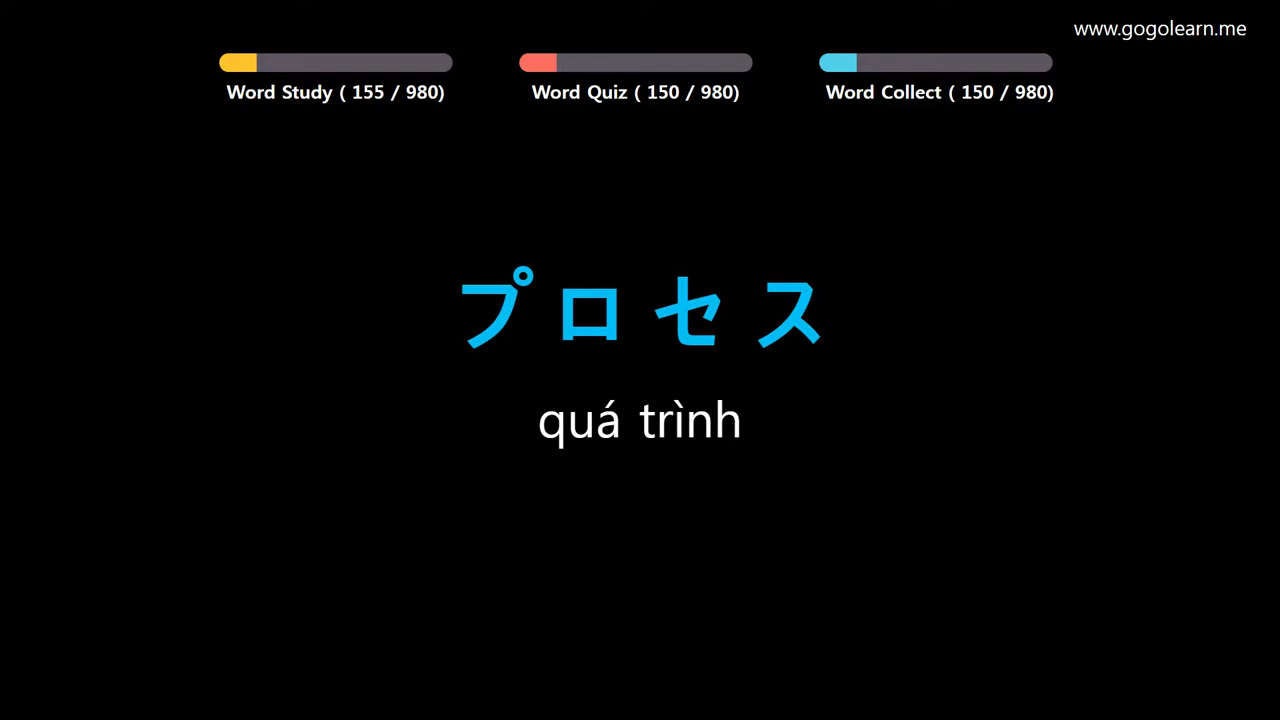 www.gogolearn.me
Word Study ( 155 / 980)
Word Quiz ( 150 / 980)
Word Collect ( 150 / 980)
プロセス
quá trình